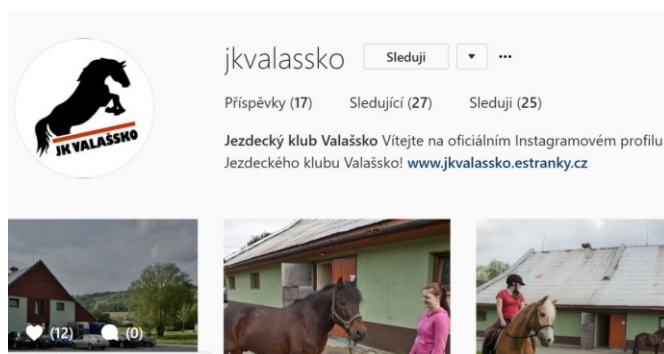 jkvalassko Sleduji
Příspěvky (17) Sledující (27) Sleduji (25)
Jezdecký klub Valašsko Vítejte na oficiálním Instagramovém profilu
Jezdeckého klubu Valašsko! www.jkvalassko.estranky.cz
JK VALAŠSKO
(12) (0)